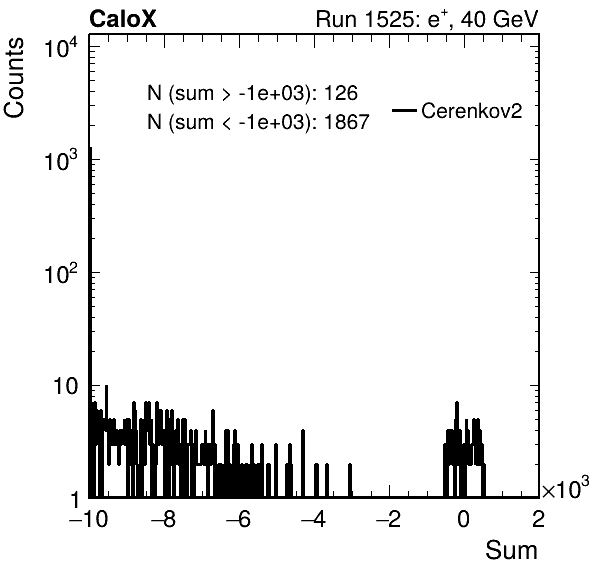 CaloX Run 1525: e⁺, 40 GeV
Counts
10⁴
N (sum > -1e+03): 126
N (sum < -1e+03): 1867
Cerenkov2
10³
10²
10
1
−10 −8 −6 −4 −2 0 2
×10³
Sum